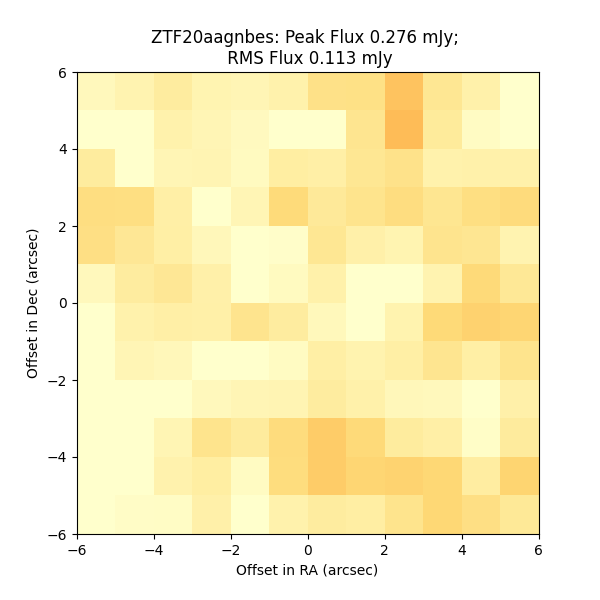 ZTF20aagnbes: Peak Flux 0.276 mJy;
RMS Flux 0.113 mJy
6
4
2
0
−2
−4
−6
Offset in Dec (arcsec)
−6 −4 −2 0 2 4 6
Offset in RA (arcsec)